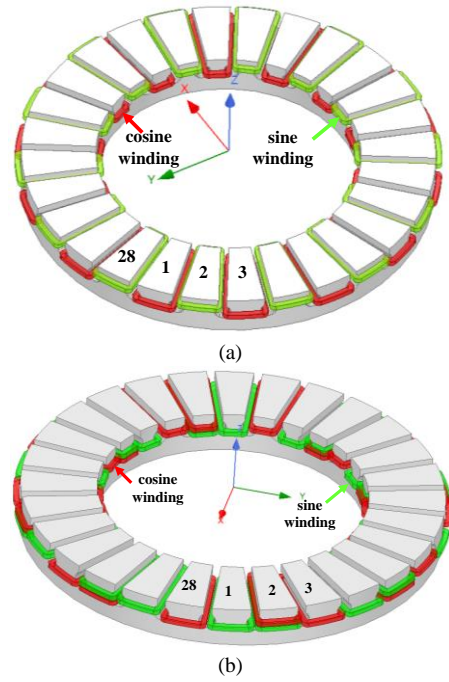 Z
X
cosine
winding
sine
winding
Y
28
1
2
3
(a)
cosine
winding
Y
sine
winding
X
28
1
2
3
(b)